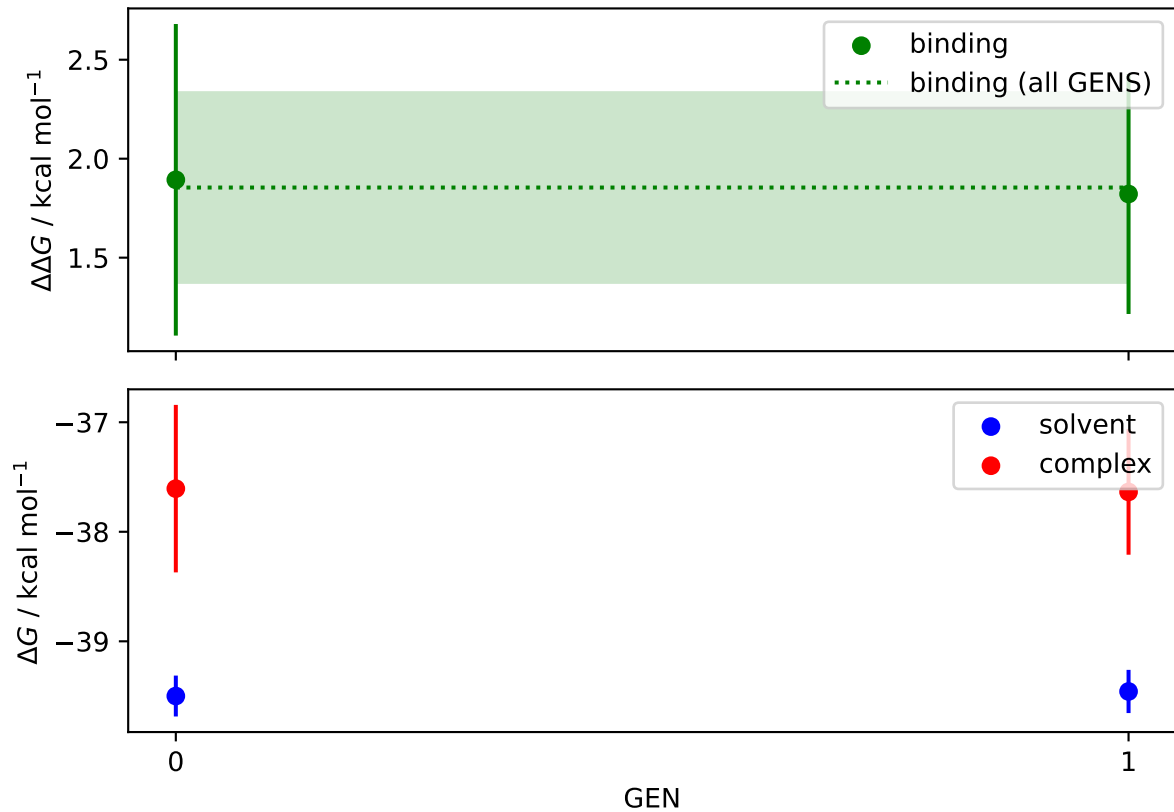 2.5
2.0
1.5
ΔΔG / kcal mol⁻¹
binding
binding (all GENS)
−37
−38
−39
ΔG / kcal mol⁻¹
solvent
complex
0
1
GEN